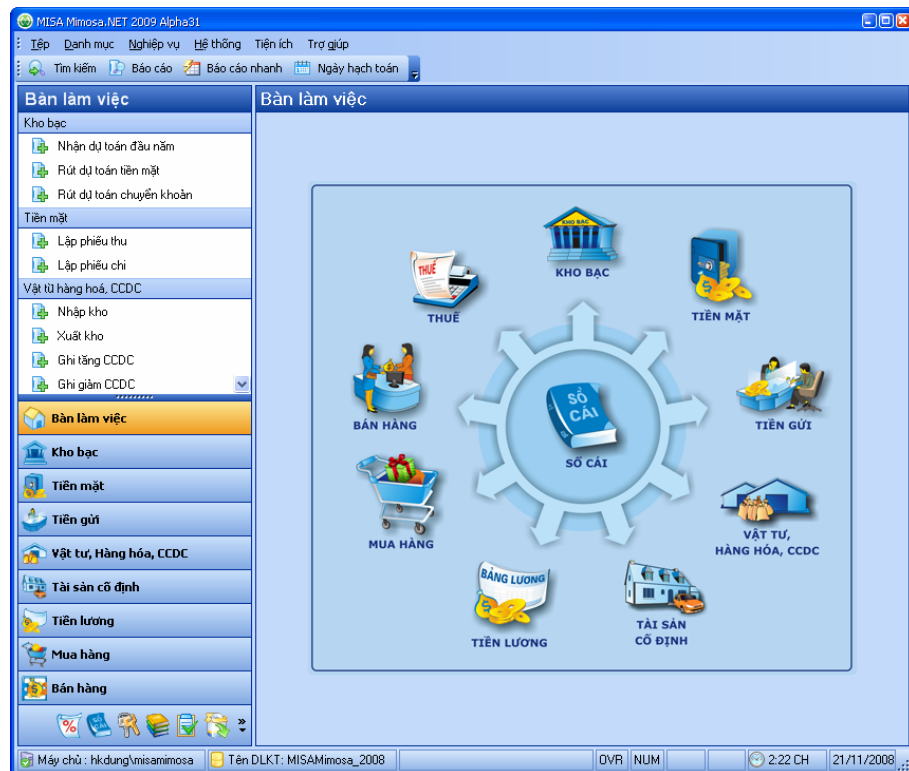 MISA Mimosa.NET 2009 Alpha31
Tệp Danh mục Nghiệp vụ Hệ thống Tiện ích Trợ giúp
Tìm kiếm Báo cáo Báo cáo nhanh Ngày hạch toán
Bàn làm việc
Kho bạc
Nhận dự toán đầu năm
Rút dự toán tiền mặt
Rút dự toán chuyển khoản
Tiền mặt
Lập phiếu thu
Lập phiếu chi
Vật tư hàng hoá, CCDC
Nhập kho
Xuất kho
Ghi tăng CCDC
Ghi giảm CCDC
Bàn làm việc
Kho bạc
Tiền mặt
Tiền gửi
Vật tư, Hàng hóa, CCDC
Tài sản cố định
Tiền lương
Mua hàng
Bán hàng
SỔ CÁI
Bàn làm việc
KHO BẠC
KHO BẠC
TIỀN MẶT
THUẾ
THUẾ
BÁN HÀNG
TIỀN GỬI
SỔ CÁI
SỔ CÁI
MUA HÀNG
VẬT TƯ,
HÀNG HÓA, CCDC
BẢNG LƯƠNG
TIỀN LƯƠNG
TÀI SẢN
CỐ ĐỊNH
Máy chủ : hkdung\misamimosa Tên DLKT: MISAMimosa_2008 OVR NUM 2:22 CH 21/11/2008